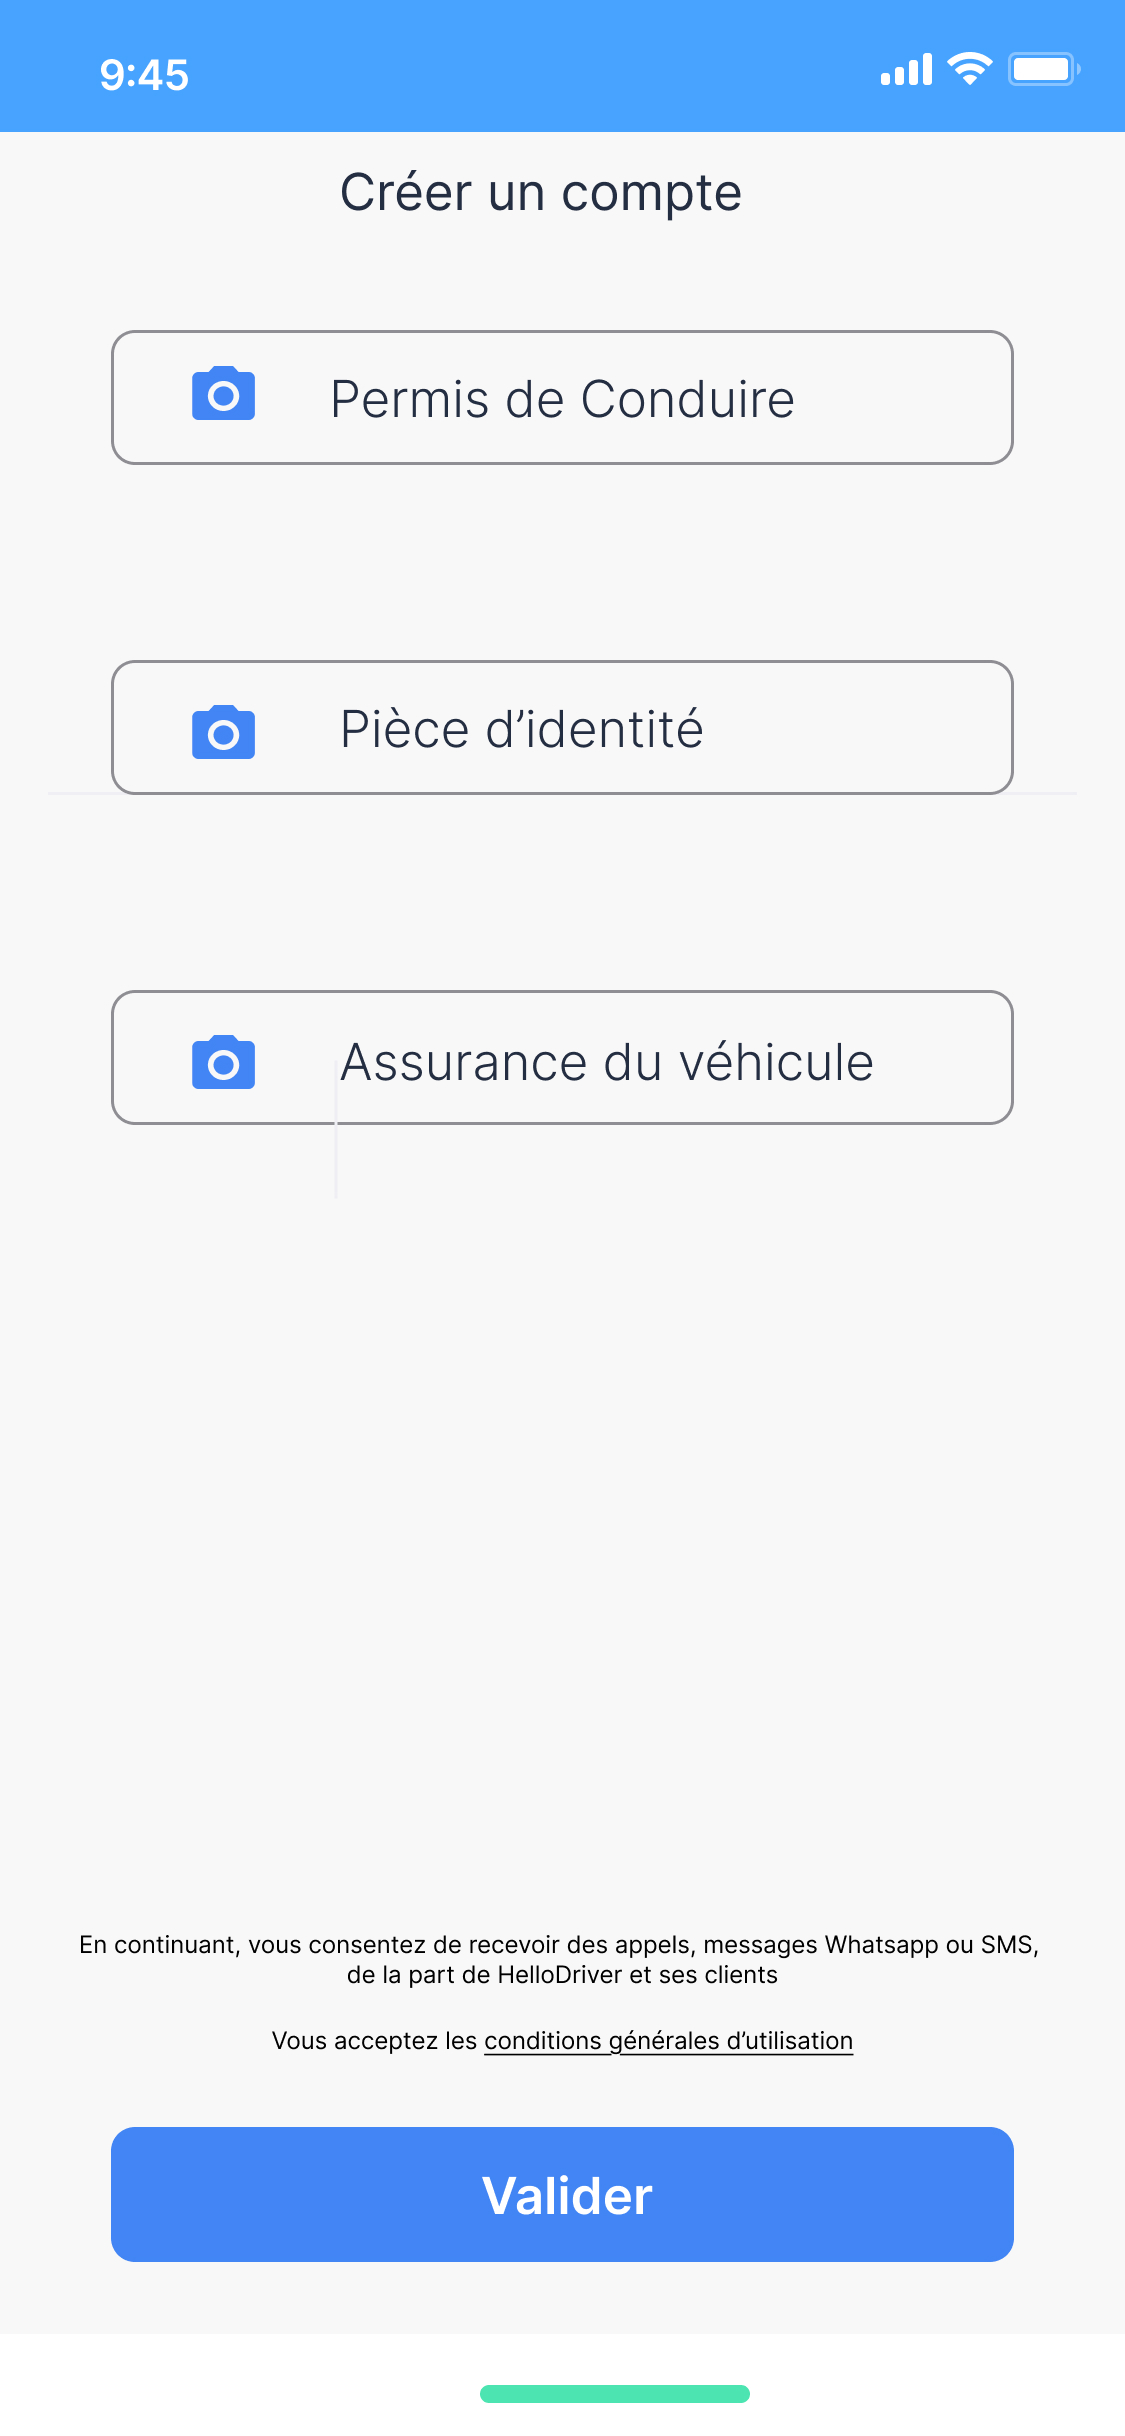 9:45
Créer un compte
Permis de Conduire
Pièce d’identité
Assurance du véhicule
En continuant, vous consentez de recevoir des appels, messages Whatsapp ou SMS,
de la part de HelloDriver et ses clients
Vous acceptez les conditions générales d’utilisation
Valider